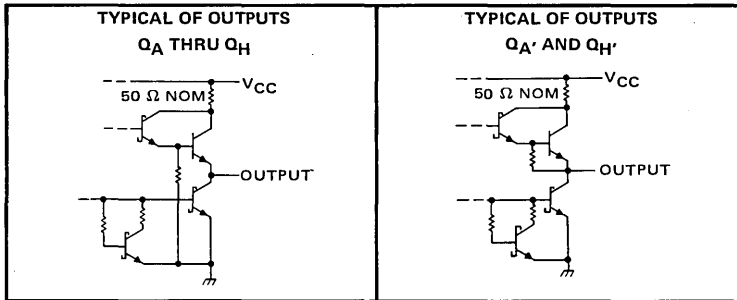 TYPICAL OF OUTPUTS
QA THRU QH
VCC
50 Ω NOM
OUTPUT
TYPICAL OF OUTPUTS
QA' AND QH'
VCC
50 Ω NOM
OUTPUT